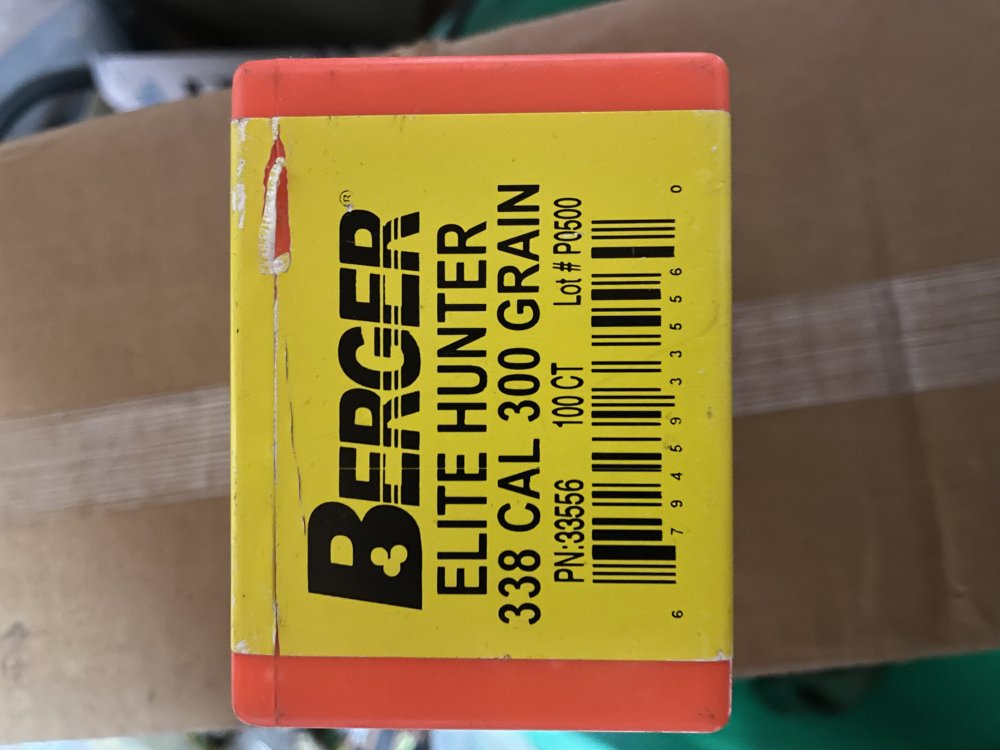 BERGER®
ELITE HUNTER
338 CAL 300 GRAIN
PN:33556 100 CT Lot # P0500
6 79459 33556 0